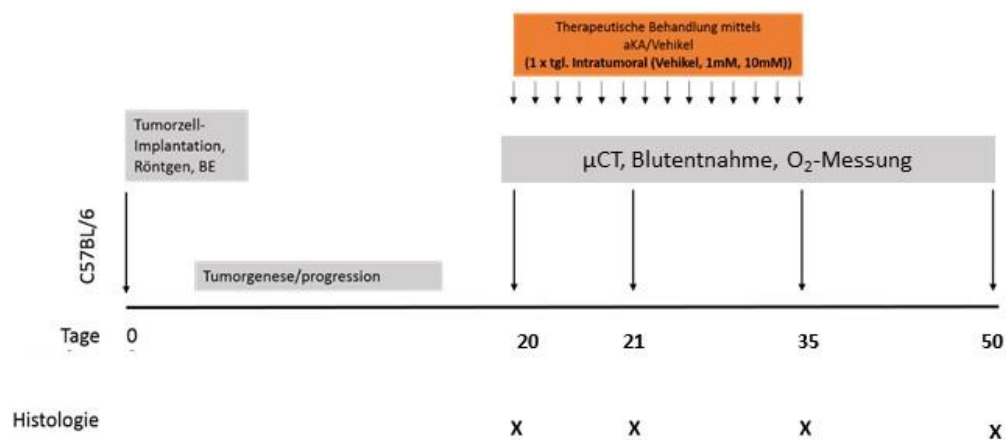 Therapeutische Behandlung mittels
aKA/Vehikel
(1 x tgl. Intratumoral (Vehikel, 1mM, 10mM))
Tumorzell-
Implantation,
Röntgen, BE
µCT, Blutentnahme, O₂-Messung
C57BL/6
Tumorgenese/progression
Tage 0 20 21 35 50
Histologie X X X X